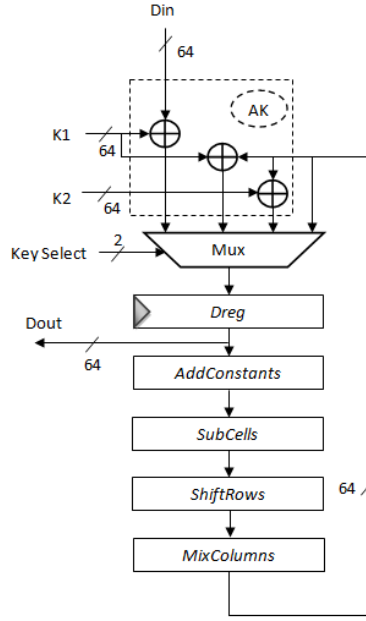 Din
64
AK
K1
64
K2
64
Key Select
2
Mux
Dreg
Dout
64
AddConstants
SubCells
ShiftRows
64
MixColumns